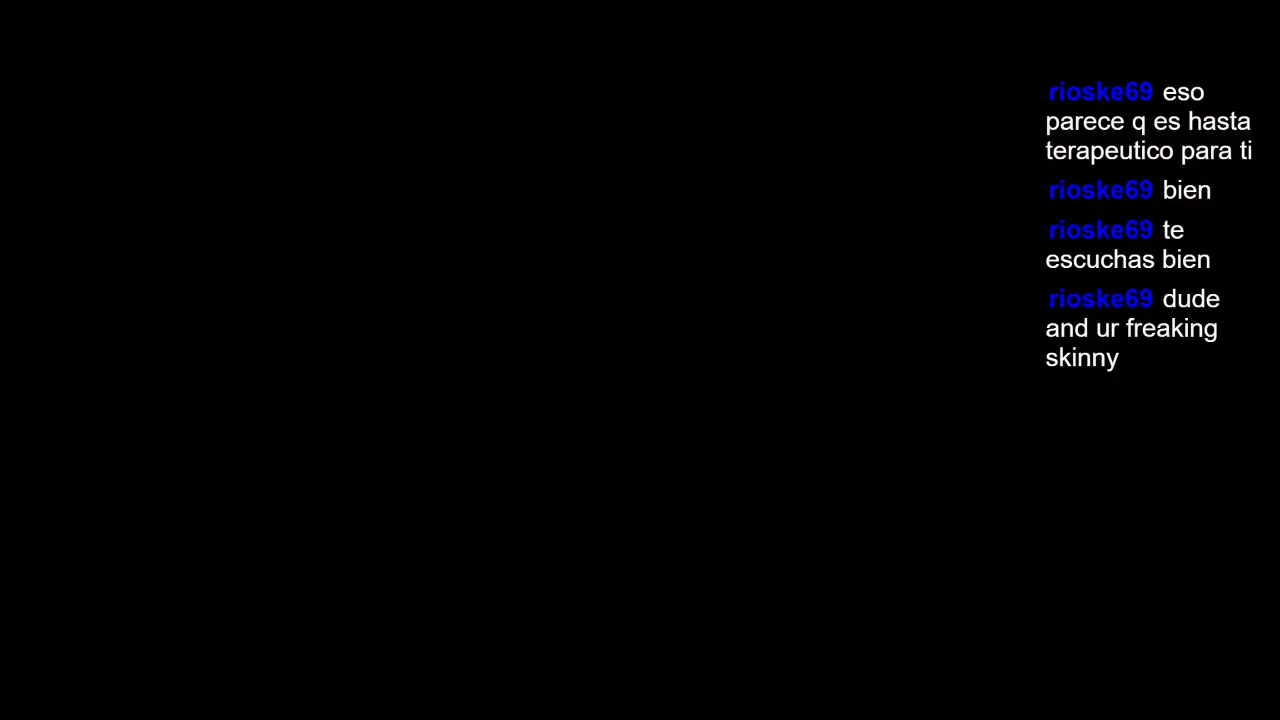 rioske69 eso
parece q es hasta
terapeutico para ti
rioske69 bien
rioske69 te
escuchas bien
rioske69 dude
and ur freaking
skinny